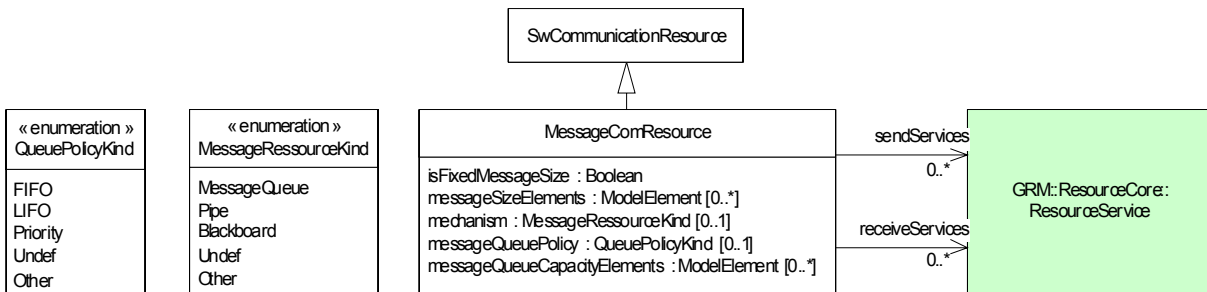 SwCommunicationResource
« enumeration »
QueuePolicyKind
FIFO
LIFO
Priority
Undef
Other
« enumeration »
MessageRessourceKind
MessageQueue
Pipe
Blackboard
Undef
Other
MessageComResource
isFixedMessageSize : Boolean
messageSizeElements : ModelElement [0..*]
mechanism : MessageRessourceKind [0..1]
messageQueuePolicy : QueuePolicyKind [0..1]
messageQueueCapacityElements : ModelElement [0..*]
sendServices
0..*
receiveServices
0..*
GRM::ResourceCore::
ResourceService